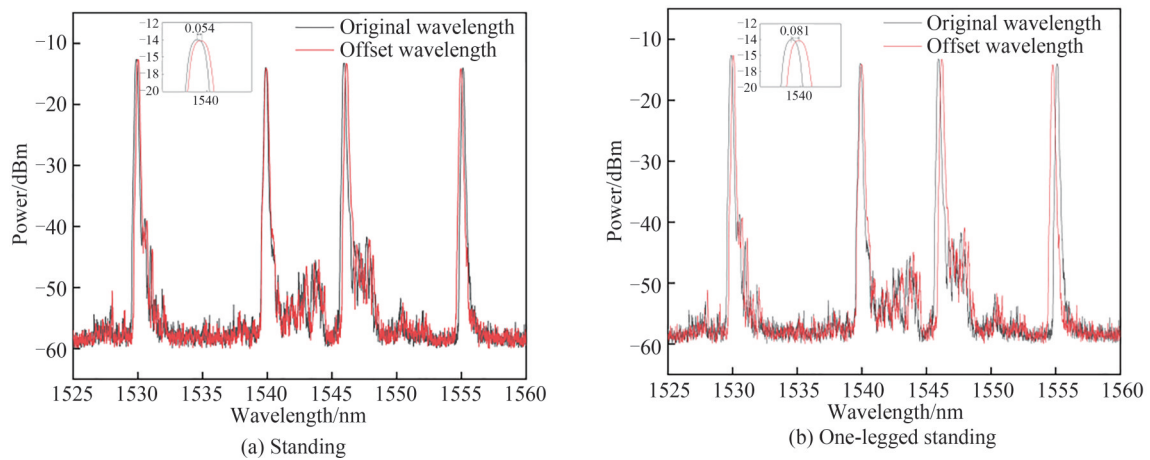 −12
−14
−15
−18
−20
0.054
1540
Original wavelength
Offset wavelength
Power/dBm
−10
−20
−30
−40
−50
−60
1525 1530 1535 1540 1545 1550 1555 1560
Wavelength/nm
(a) Standing
−12
−14
−15
−18
−20
0.081
1540
Original wavelength
Offset wavelength
Power/dBm
−10
−20
−30
−40
−50
−60
1525 1530 1535 1540 1545 1550 1555 1560
Wavelength/nm
(b) One-legged standing